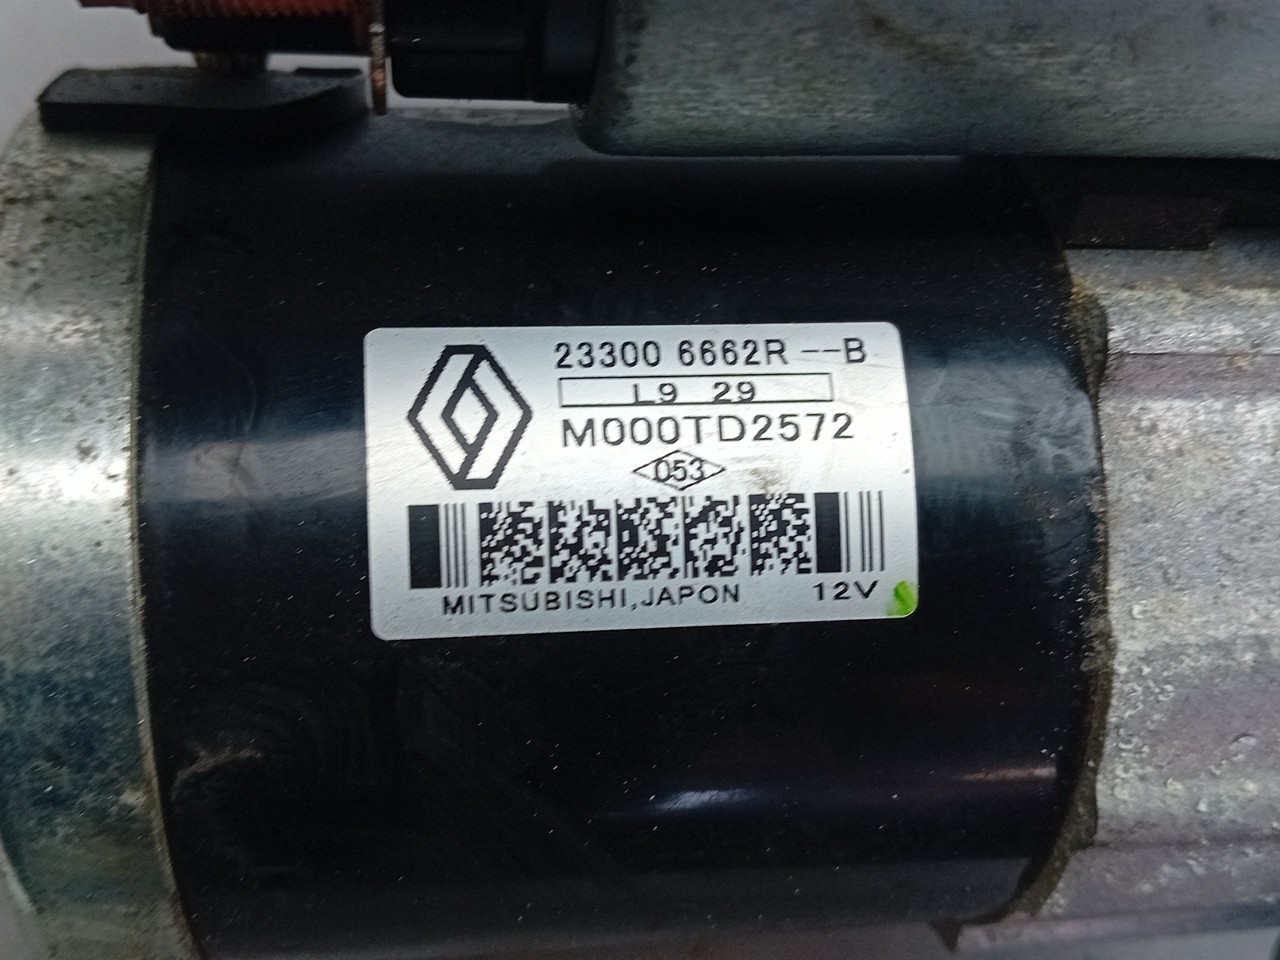 23300 6662R --B
L9 29
M000TD2572
053
MITSUBISHI,JAPON 12V